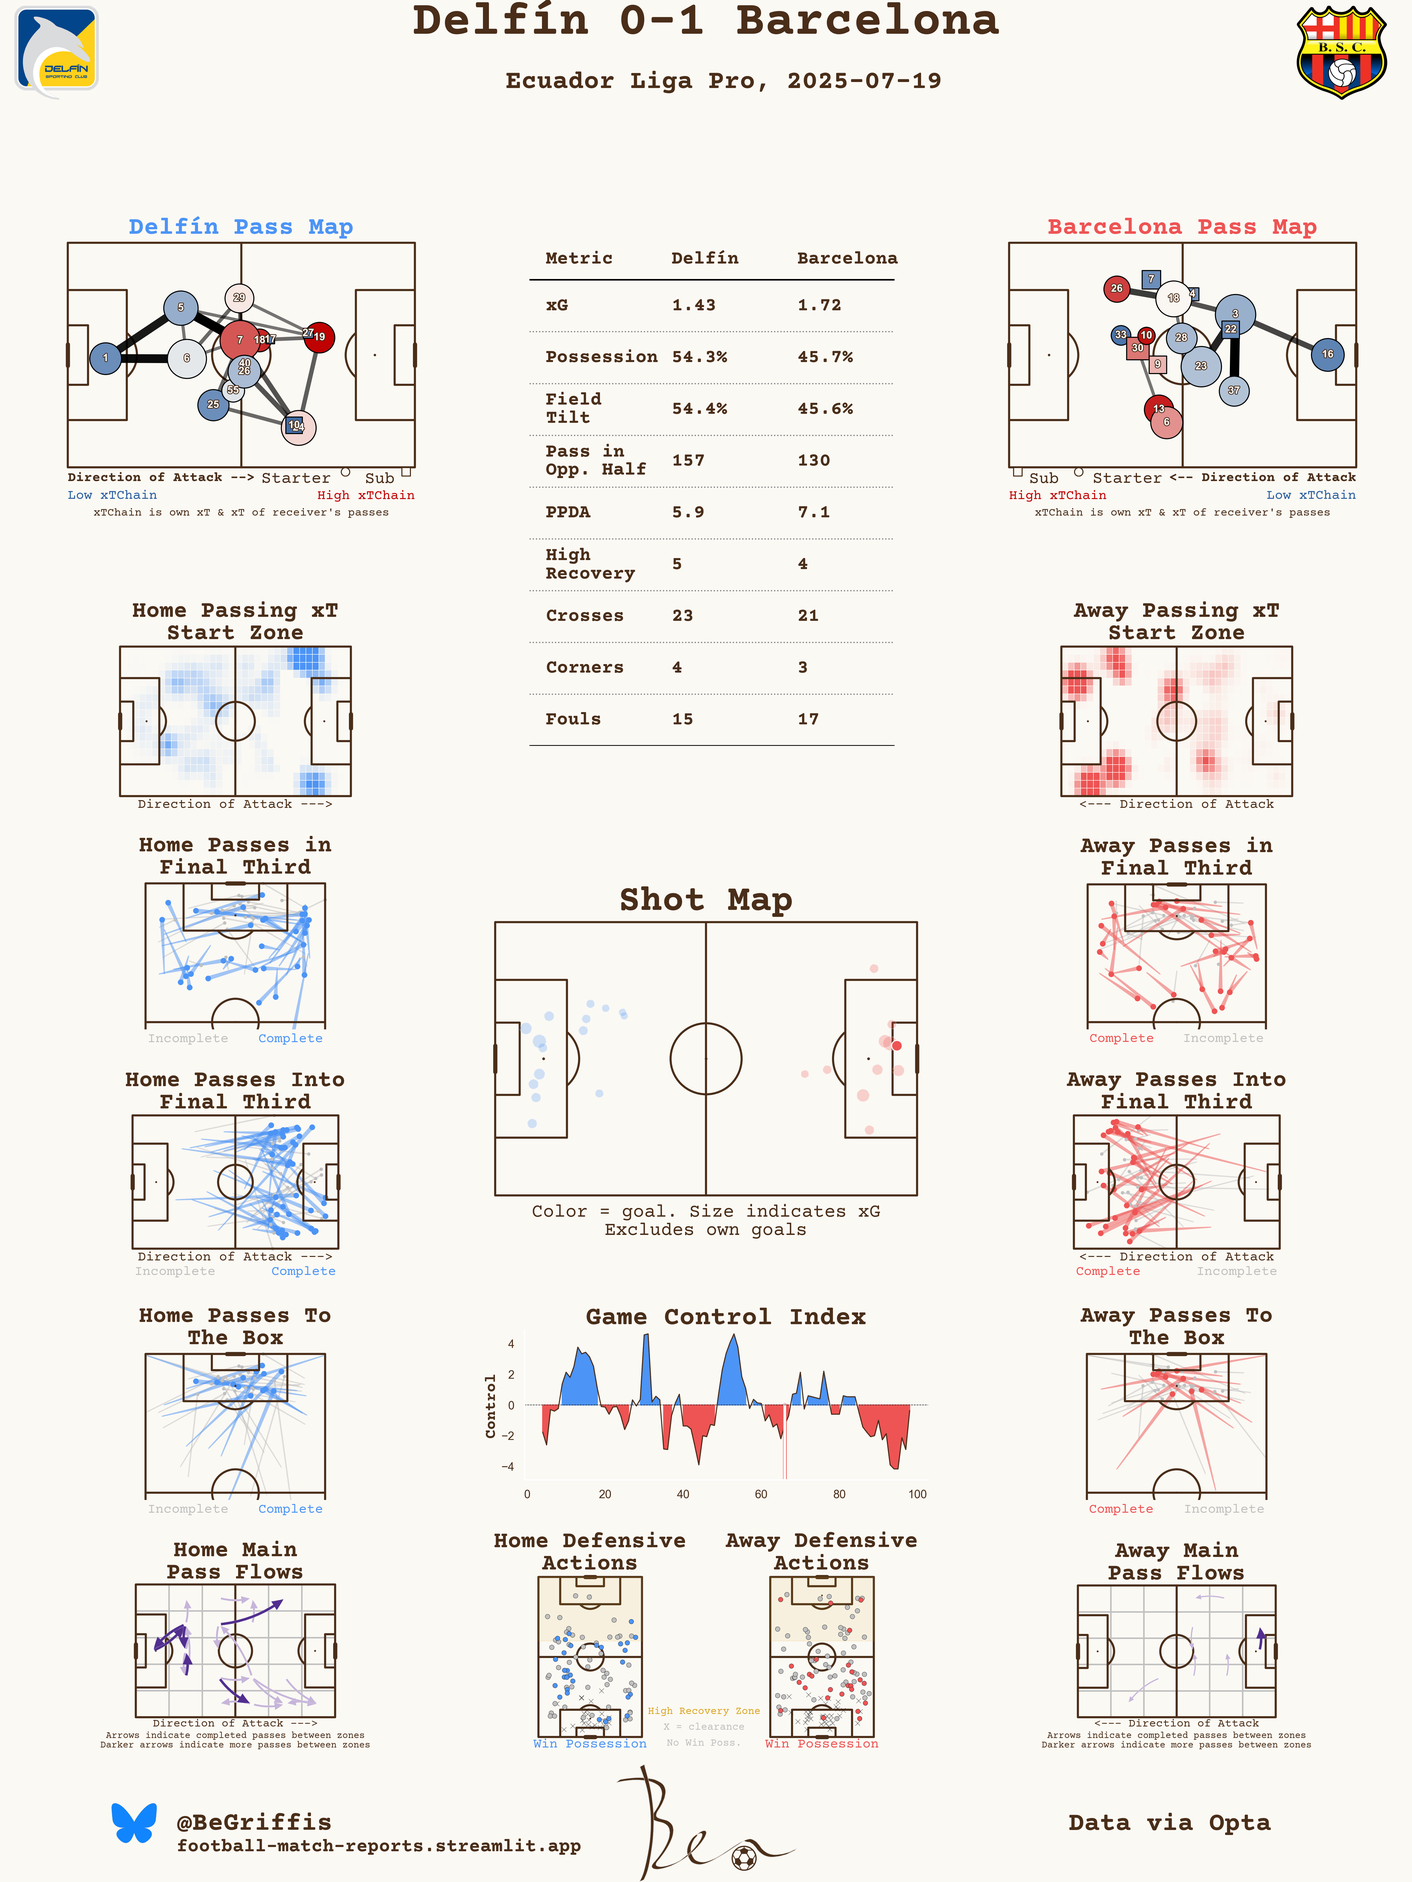 Delfín 0-1 Barcelona
Ecuador Liga Pro, 2025-07-19
DELFÍN
SPORTING CLUB
B. S. C.
Delfín Pass Map
5
29
7
18
17
27
19
1
6
40
26
55
25
10
Direction of Attack --> Starter Sub
Low xTChain High xTChain
xTChain is own xT & xT of receiver's passes
Metric Delfín Barcelona
xG 1.43 1.72
Possession 54.3% 45.7%
Field
Tilt 54.4% 45.6%
Pass in
Opp. Half 157 130
PPDA 5.9 7.1
High
Recovery 5 4
Crosses 23 21
Corners 4 3
Fouls 15 17
Barcelona Pass Map
26
7
18
4
3
22
33
10
30
28
9
23
16
37
13
6
Sub Starter <-- Direction of Attack
High xTChain Low xTChain
xTChain is own xT & xT of receiver's passes
Home Passing xT
Start Zone
Direction of Attack --->
Away Passing xT
Start Zone
<--- Direction of Attack
Home Passes in
Final Third
Incomplete Complete
Away Passes in
Final Third
Complete Incomplete
Shot Map
Color = goal. Size indicates xG
Excludes own goals
Home Passes Into
Final Third
Direction of Attack --->
Incomplete Complete
Away Passes Into
Final Third
<--- Direction of Attack
Complete Incomplete
Home Passes To
The Box
Incomplete Complete
Game Control Index
Control
4
2
0
−2
−4
0 20 40 60 80 100
Away Passes To
The Box
Complete Incomplete
Home Main
Pass Flows
Direction of Attack --->
Arrows indicate completed passes between zones
Darker arrows indicate more passes between zones
Home Defensive
Actions
Win Possession
High Recovery Zone
X = clearance
No Win Poss.
Away Defensive
Actions
Win Possession
Away Main
Pass Flows
<--- Direction of Attack
Arrows indicate completed passes between zones
Darker arrows indicate more passes between zones
@BeGriffis
football-match-reports.streamlit.app
Ben
Data via Opta